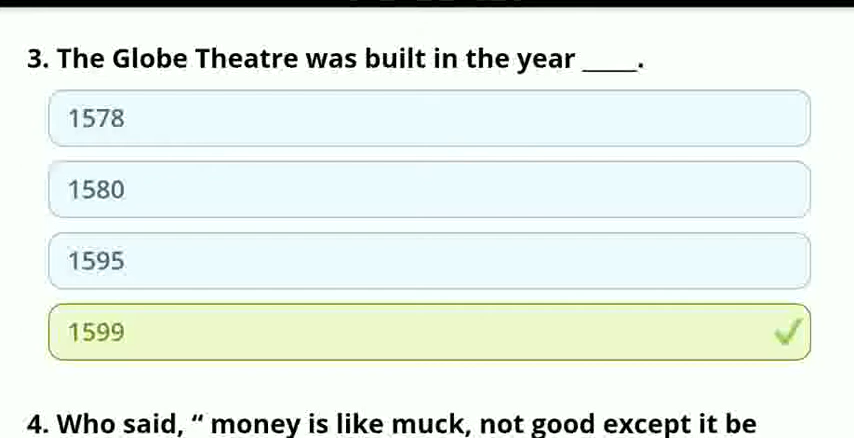 3. The Globe Theatre was built in the year ____.
1578
1580
1595
1599
4. Who said, “ money is like muck, not good except it be